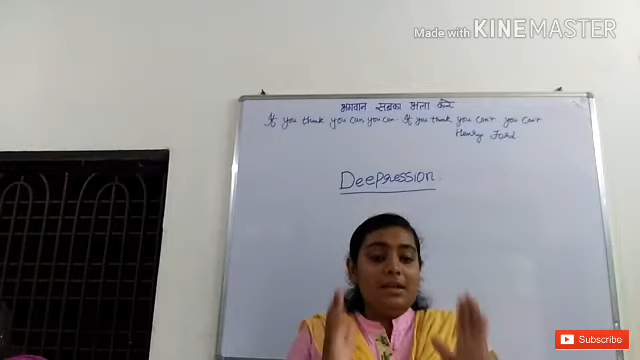 Made with KINEMASTER
भगवान सबका भला करे
If you think you can you can. If you think you can't you can't
Henry Ford
Deepression.
Subscribe